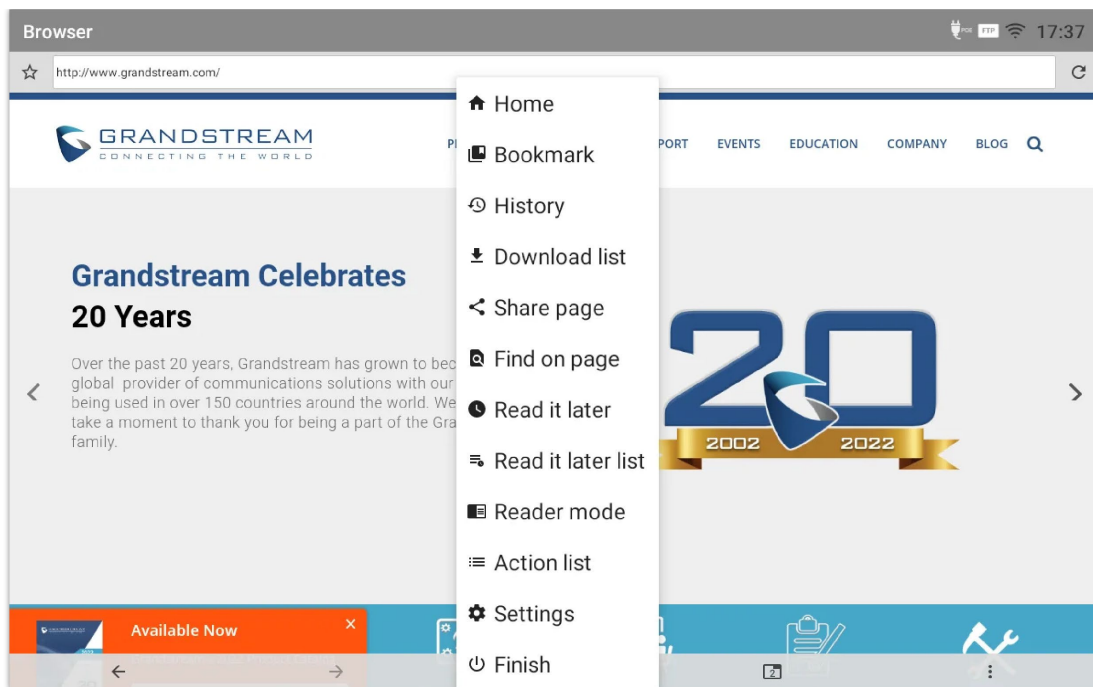 Browser
POE FTP 17:37
http://www.grandstream.com/
GRANDSTREAM
CONNECTING THE WORLD
EVENTS EDUCATION COMPANY BLOG
Home
Bookmark
History
Download list
Share page
Find on page
Read it later
Read it later list
Reader mode
Action list
Settings
Finish
Grandstream Celebrates
20 Years
Over the past 20 years, Grandstream has grown to
global provider of communications solutions with our
being used in over 150 countries around the world. We
take a moment to thank you for being a part of the
family.
20
2002 2022
Available Now
2